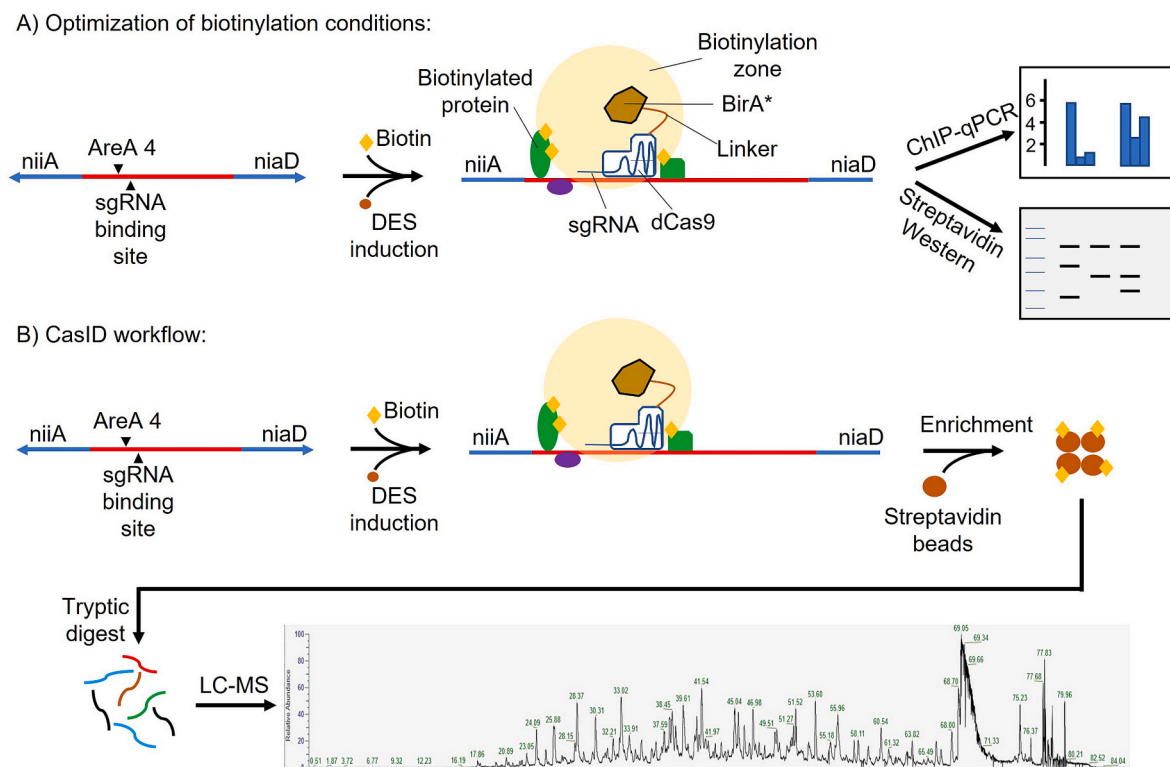 A) Optimization of biotinylation conditions:
Biotinylated
protein
Biotinylation
zone
BirA*
Linker
niiA
AreA 4
niaD
sgRNA
binding
site
Biotin
DES
induction
niiA
sgRNA
dCas9
niaD
ChIP-qPCR
6
4
2
Streptavidin
Western
B) CasID workflow:
niiA
AreA 4
niaD
sgRNA
binding
site
Biotin
DES
induction
niiA
niaD
Enrichment
Streptavidin
beads
Tryptic
digest
LC-MS
Relative Abundance
100
80
60
40
20
0
0.51
1.87
3.72
6.77
9.32
12.23
16.19
17.86
20.89
23.05
24.09
25.88
28.15
28.37
30.31
32.21
33.02
33.91
37.59
38.45
39.61
41.54
41.97
45.04
46.98
49.51
51.27
51.52
53.60
55.18
55.96
58.11
60.54
61.32
63.82
65.49
68.00
68.70
69.05
69.34
69.66
71.33
75.23
76.37
77.68
77.83
79.96
80.21
82.52
84.04